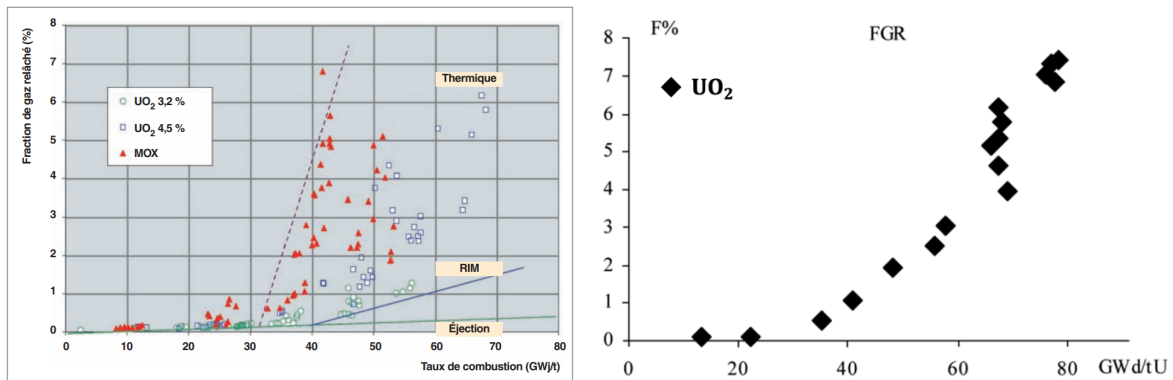 Fraction de gaz relâché (%)
8
7
6
5
4
3
2
1
0
UO2 3,2 %
UO2 4,5 %
MOX
Thermique
RIM
Éjection
0 10 20 30 40 50 60 70 80
Taux de combustion (GWj/t)
F%
FGR
UO2
8
7
6
5
4
3
2
1
0
0 20 40 60 80 GWd/tU